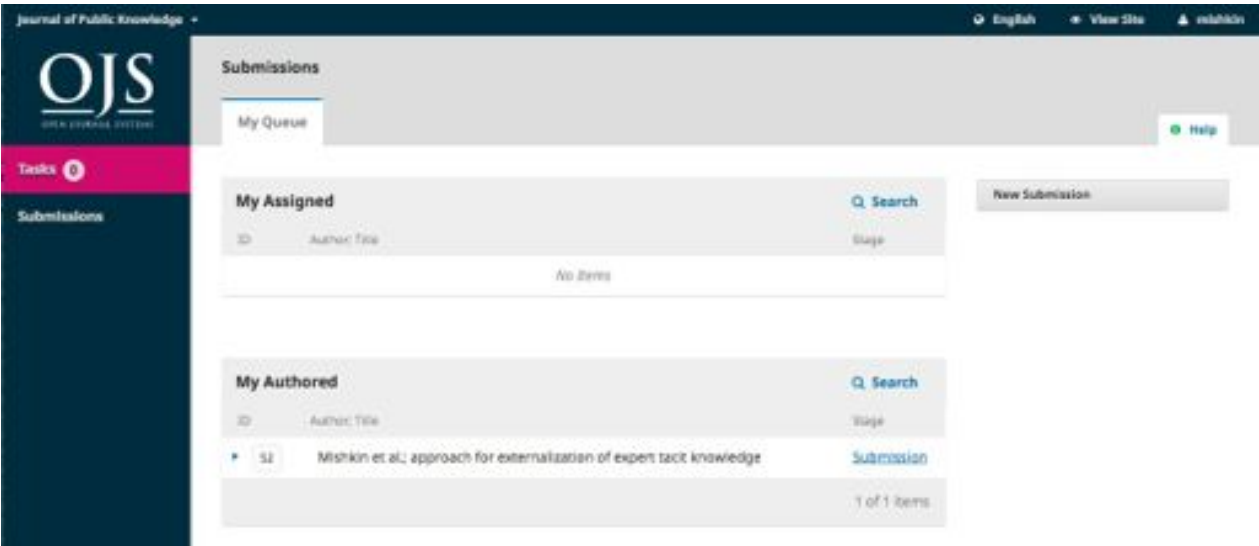 Journal of Public Knowledge
English
View Site
mishkin
OJS
OPEN JOURNAL SYSTEMS
Submissions
My Queue
Help
Tasks 0
Submissions
My Assigned
Search
New Submission
ID
Author; Title
Stage
No Items
My Authored
Search
ID
Author; Title
Stage
52
Mishkin et al.; approach for externalization of expert tacit knowledge
Submission
1 of 1 items